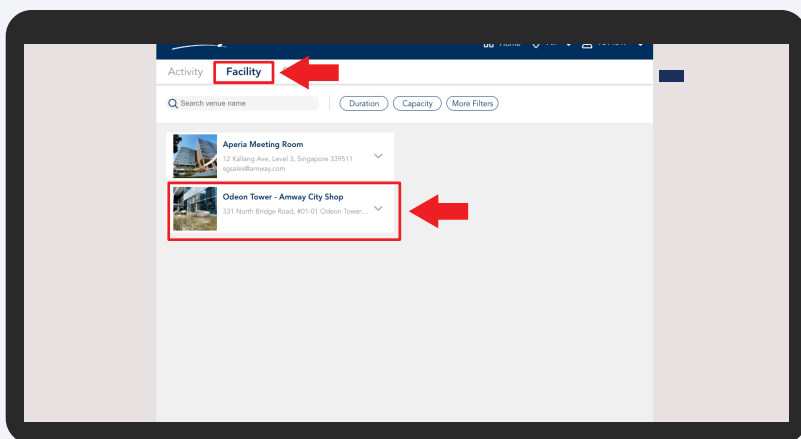 Home
Activity Facility
Search venue name
Duration Capacity More Filters
Aperia Meeting Room
12 Kallang Ave, Level 3, Singapore 339511
sgsales@amway.com
Odeon Tower - Amway City Shop
331 North Bridge Road, #01-01 Odeon Tower...